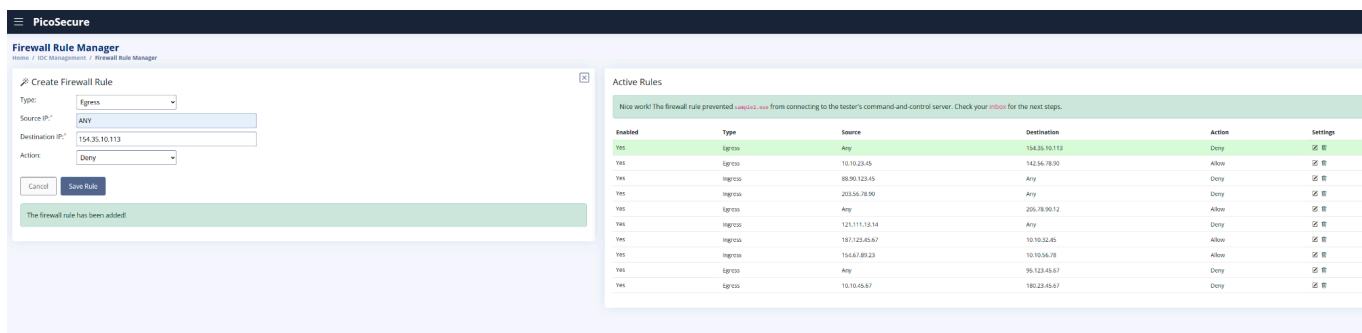 PicoSecure
Firewall Rule Manager
Home / IOC Management / Firewall Rule Manager
Create Firewall Rule
Type:
Egress
Source IP:*
ANY
Destination IP:*
154.35.10.113
Action:
Deny
Cancel
Save Rule
The firewall rule has been added!
Active Rules
Nice work! The firewall rule prevented sample2.exe from connecting to the tester's command-and-control server. Check your inbox for the next steps.
Enabled Type Source Destination Action Settings
Yes Egress Any 154.35.10.113 Deny
Yes Egress 10.10.23.45 142.56.78.90 Allow
Yes Ingress 88.90.123.45 Any Deny
Yes Ingress 203.56.78.90 Any Deny
Yes Egress Any 205.78.90.12 Allow
Yes Ingress 121.111.13.14 Any Deny
Yes Ingress 187.123.45.67 10.10.32.45 Allow
Yes Ingress 154.67.89.23 10.10.56.78 Allow
Yes Egress Any 95.123.45.67 Deny
Yes Egress 10.10.45.67 180.23.45.67 Deny